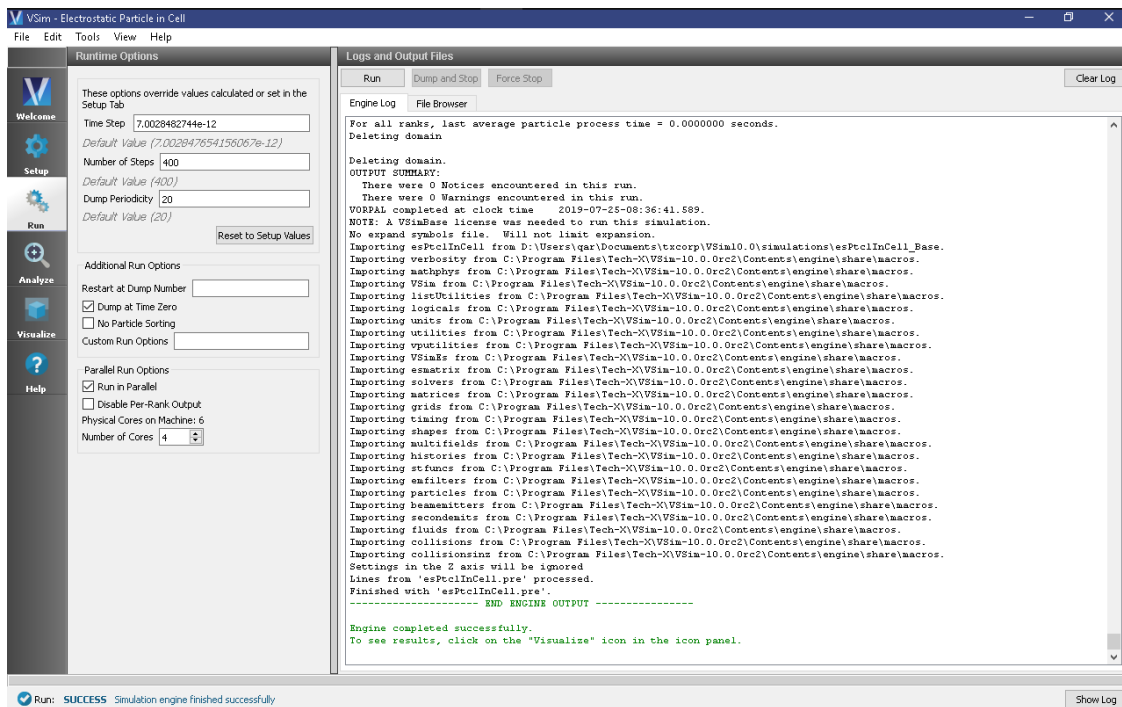 VSim - Electrostatic Particle in Cell
File Edit Tools View Help
Welcome
Setup
Run
Analyze
Visualize
Help
Runtime Options
These options override values calculated or set in the
Setup Tab
Time Step 7.0028482744e-12
Default Value (7.002847654156067e-12)
Number of Steps 400
Default Value (400)
Dump Periodicity 20
Default Value (20)
Reset to Setup Values
Additional Run Options
Restart at Dump Number
Dump at Time Zero
No Particle Sorting
Custom Run Options
Parallel Run Options
Run in Parallel
Disable Per-Rank Output
Physical Cores on Machine: 6
Number of Cores 4
Logs and Output Files
Run Dump and Stop Force Stop Clear Log
Engine Log File Browser
For all ranks, last average particle process time = 0.0000000 seconds.
Deleting domain
Deleting domain.
OUTPUT SUMMARY:
There were 0 Notices encountered in this run.
There were 0 Warnings encountered in this run.
VORPAL completed at clock time 2019-07-25-08:36:41.589.
NOTE: A VSimBase license was needed to run this simulation.
No expand symbols file. Will not limit expansion.
Importing esPtclInCell from D:\Users\qar\Documents\txcorp\VSim10.0\simulations\esPtclInCell_Base.
Importing verbosity from C:\Program Files\Tech-X\VSim-10.0.0rc2\Contents\engine\share\macros.
Importing mathphys from C:\Program Files\Tech-X\VSim-10.0.0rc2\Contents\engine\share\macros.
Importing VSim from C:\Program Files\Tech-X\VSim-10.0.0rc2\Contents\engine\share\macros.
Importing listUtilities from C:\Program Files\Tech-X\VSim-10.0.0rc2\Contents\engine\share\macros.
Importing logicals from C:\Program Files\Tech-X\VSim-10.0.0rc2\Contents\engine\share\macros.
Importing units from C:\Program Files\Tech-X\VSim-10.0.0rc2\Contents\engine\share\macros.
Importing utilities from C:\Program Files\Tech-X\VSim-10.0.0rc2\Contents\engine\share\macros.
Importing vputilities from C:\Program Files\Tech-X\VSim-10.0.0rc2\Contents\engine\share\macros.
Importing VSimEs from C:\Program Files\Tech-X\VSim-10.0.0rc2\Contents\engine\share\macros.
Importing esmatrix from C:\Program Files\Tech-X\VSim-10.0.0rc2\Contents\engine\share\macros.
Importing solvers from C:\Program Files\Tech-X\VSim-10.0.0rc2\Contents\engine\share\macros.
Importing matrices from C:\Program Files\Tech-X\VSim-10.0.0rc2\Contents\engine\share\macros.
Importing grids from C:\Program Files\Tech-X\VSim-10.0.0rc2\Contents\engine\share\macros.
Importing timing from C:\Program Files\Tech-X\VSim-10.0.0rc2\Contents\engine\share\macros.
Importing shapes from C:\Program Files\Tech-X\VSim-10.0.0rc2\Contents\engine\share\macros.
Importing multifields from C:\Program Files\Tech-X\VSim-10.0.0rc2\Contents\engine\share\macros.
Importing histories from C:\Program Files\Tech-X\VSim-10.0.0rc2\Contents\engine\share\macros.
Importing stfuncs from C:\Program Files\Tech-X\VSim-10.0.0rc2\Contents\engine\share\macros.
Importing emfilters from C:\Program Files\Tech-X\VSim-10.0.0rc2\Contents\engine\share\macros.
Importing particles from C:\Program Files\Tech-X\VSim-10.0.0rc2\Contents\engine\share\macros.
Importing beamemitters from C:\Program Files\Tech-X\VSim-10.0.0rc2\Contents\engine\share\macros.
Importing secondemits from C:\Program Files\Tech-X\VSim-10.0.0rc2\Contents\engine\share\macros.
Importing fluids from C:\Program Files\Tech-X\VSim-10.0.0rc2\Contents\engine\share\macros.
Importing collisions from C:\Program Files\Tech-X\VSim-10.0.0rc2\Contents\engine\share\macros.
Importing collisionsinz from C:\Program Files\Tech-X\VSim-10.0.0rc2\Contents\engine\share\macros.
Settings in the Z axis will be ignored
Lines from 'esPtclInCell.pre' processed.
Finished with 'esPtclInCell.pre'.
--------------------- END ENGINE OUTPUT ----------------
Engine completed successfully.
To see results, click on the "Visualize" icon in the icon panel.
Run: SUCCESS Simulation engine finished successfully
Show Log